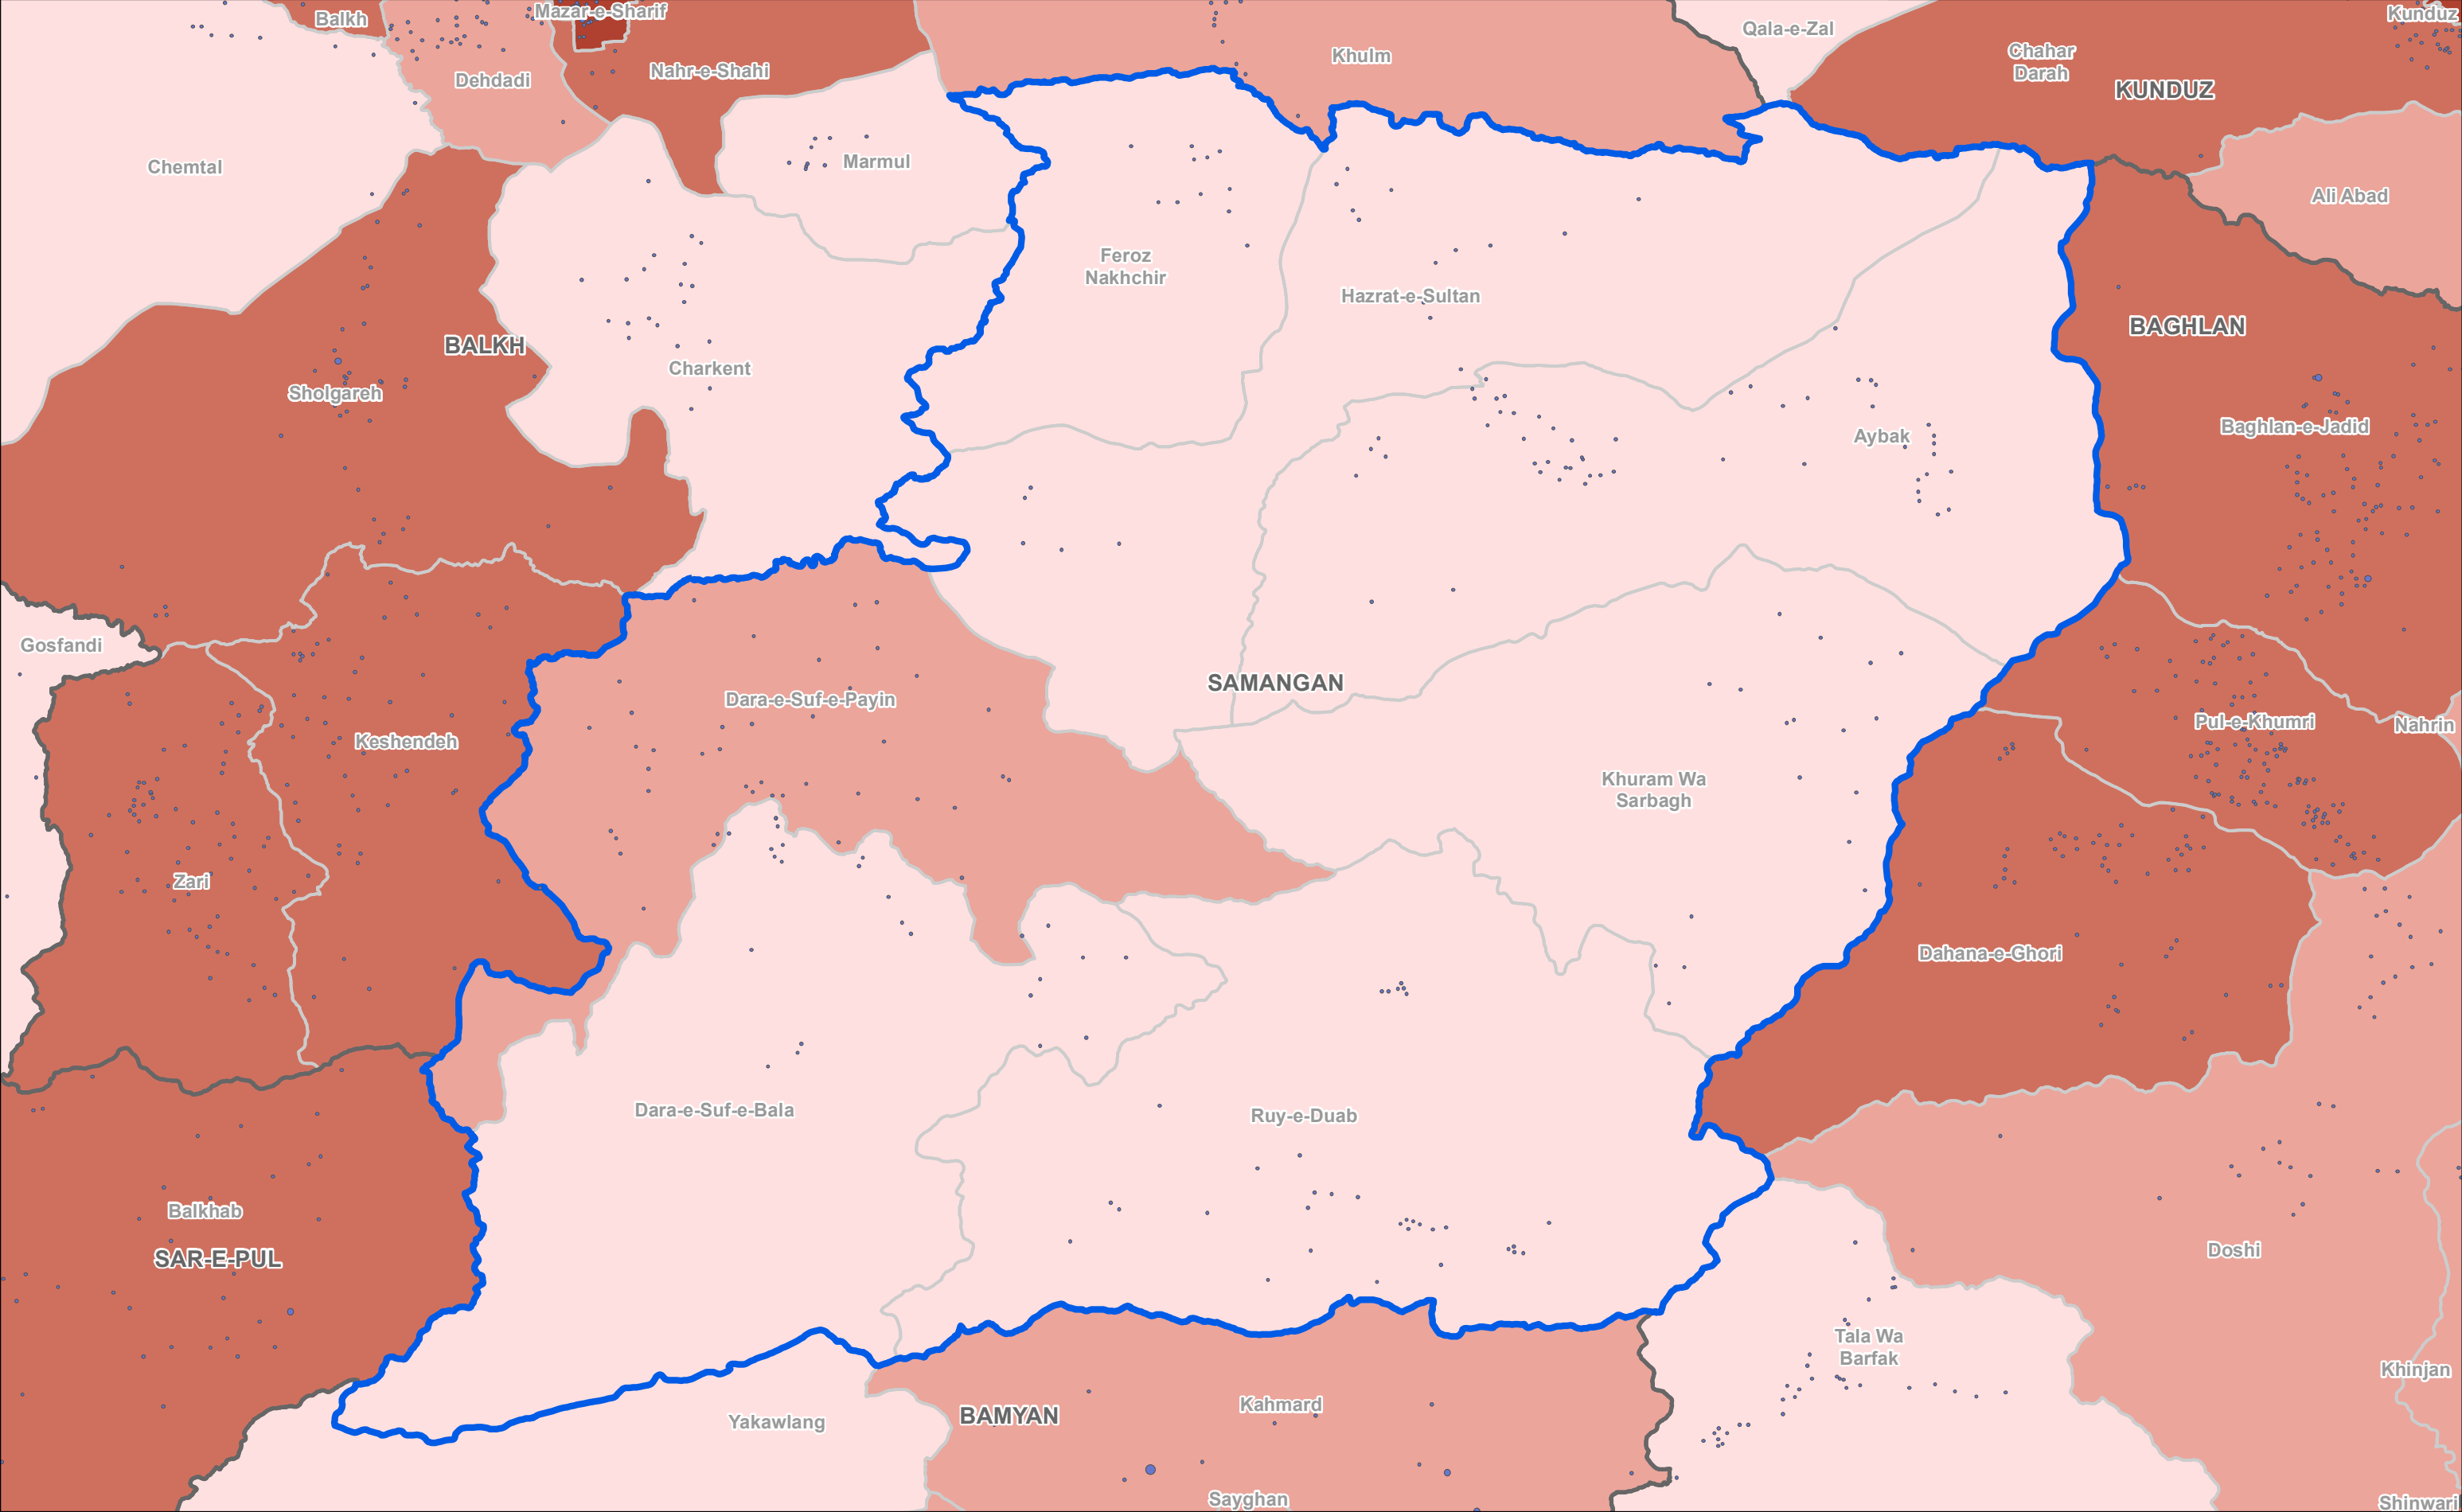 Balkh
Mazar-e-Sharif
Kunduz
Qala-e-Zal
Khulm
Chahar
Darah
Nahr-e-Shahi
Dehdadi
KUNDUZ
Chemtal
Marmul
Ali Abad
Feroz
Nakhchir
Hazrat-e-Sultan
BAGHLAN
BALKH
Charkent
Sholgareh
Baghlan-e-Jadid
Aybak
Gosfandi
SAMANGAN
Dara-e-Suf-e-Payin
Pul-e-Khumri
Nahrin
Keshendeh
Khuram Wa
Sarbagh
Zari
Dahana-e-Ghori
Dara-e-Suf-e-Bala
Ruy-e-Duab
Balkhab
SAR-E-PUL
Doshi
Tala Wa
Barfak
Khinjan
Kahmard
BAMYAN
Yakawlang
Sayghan
Shinwari